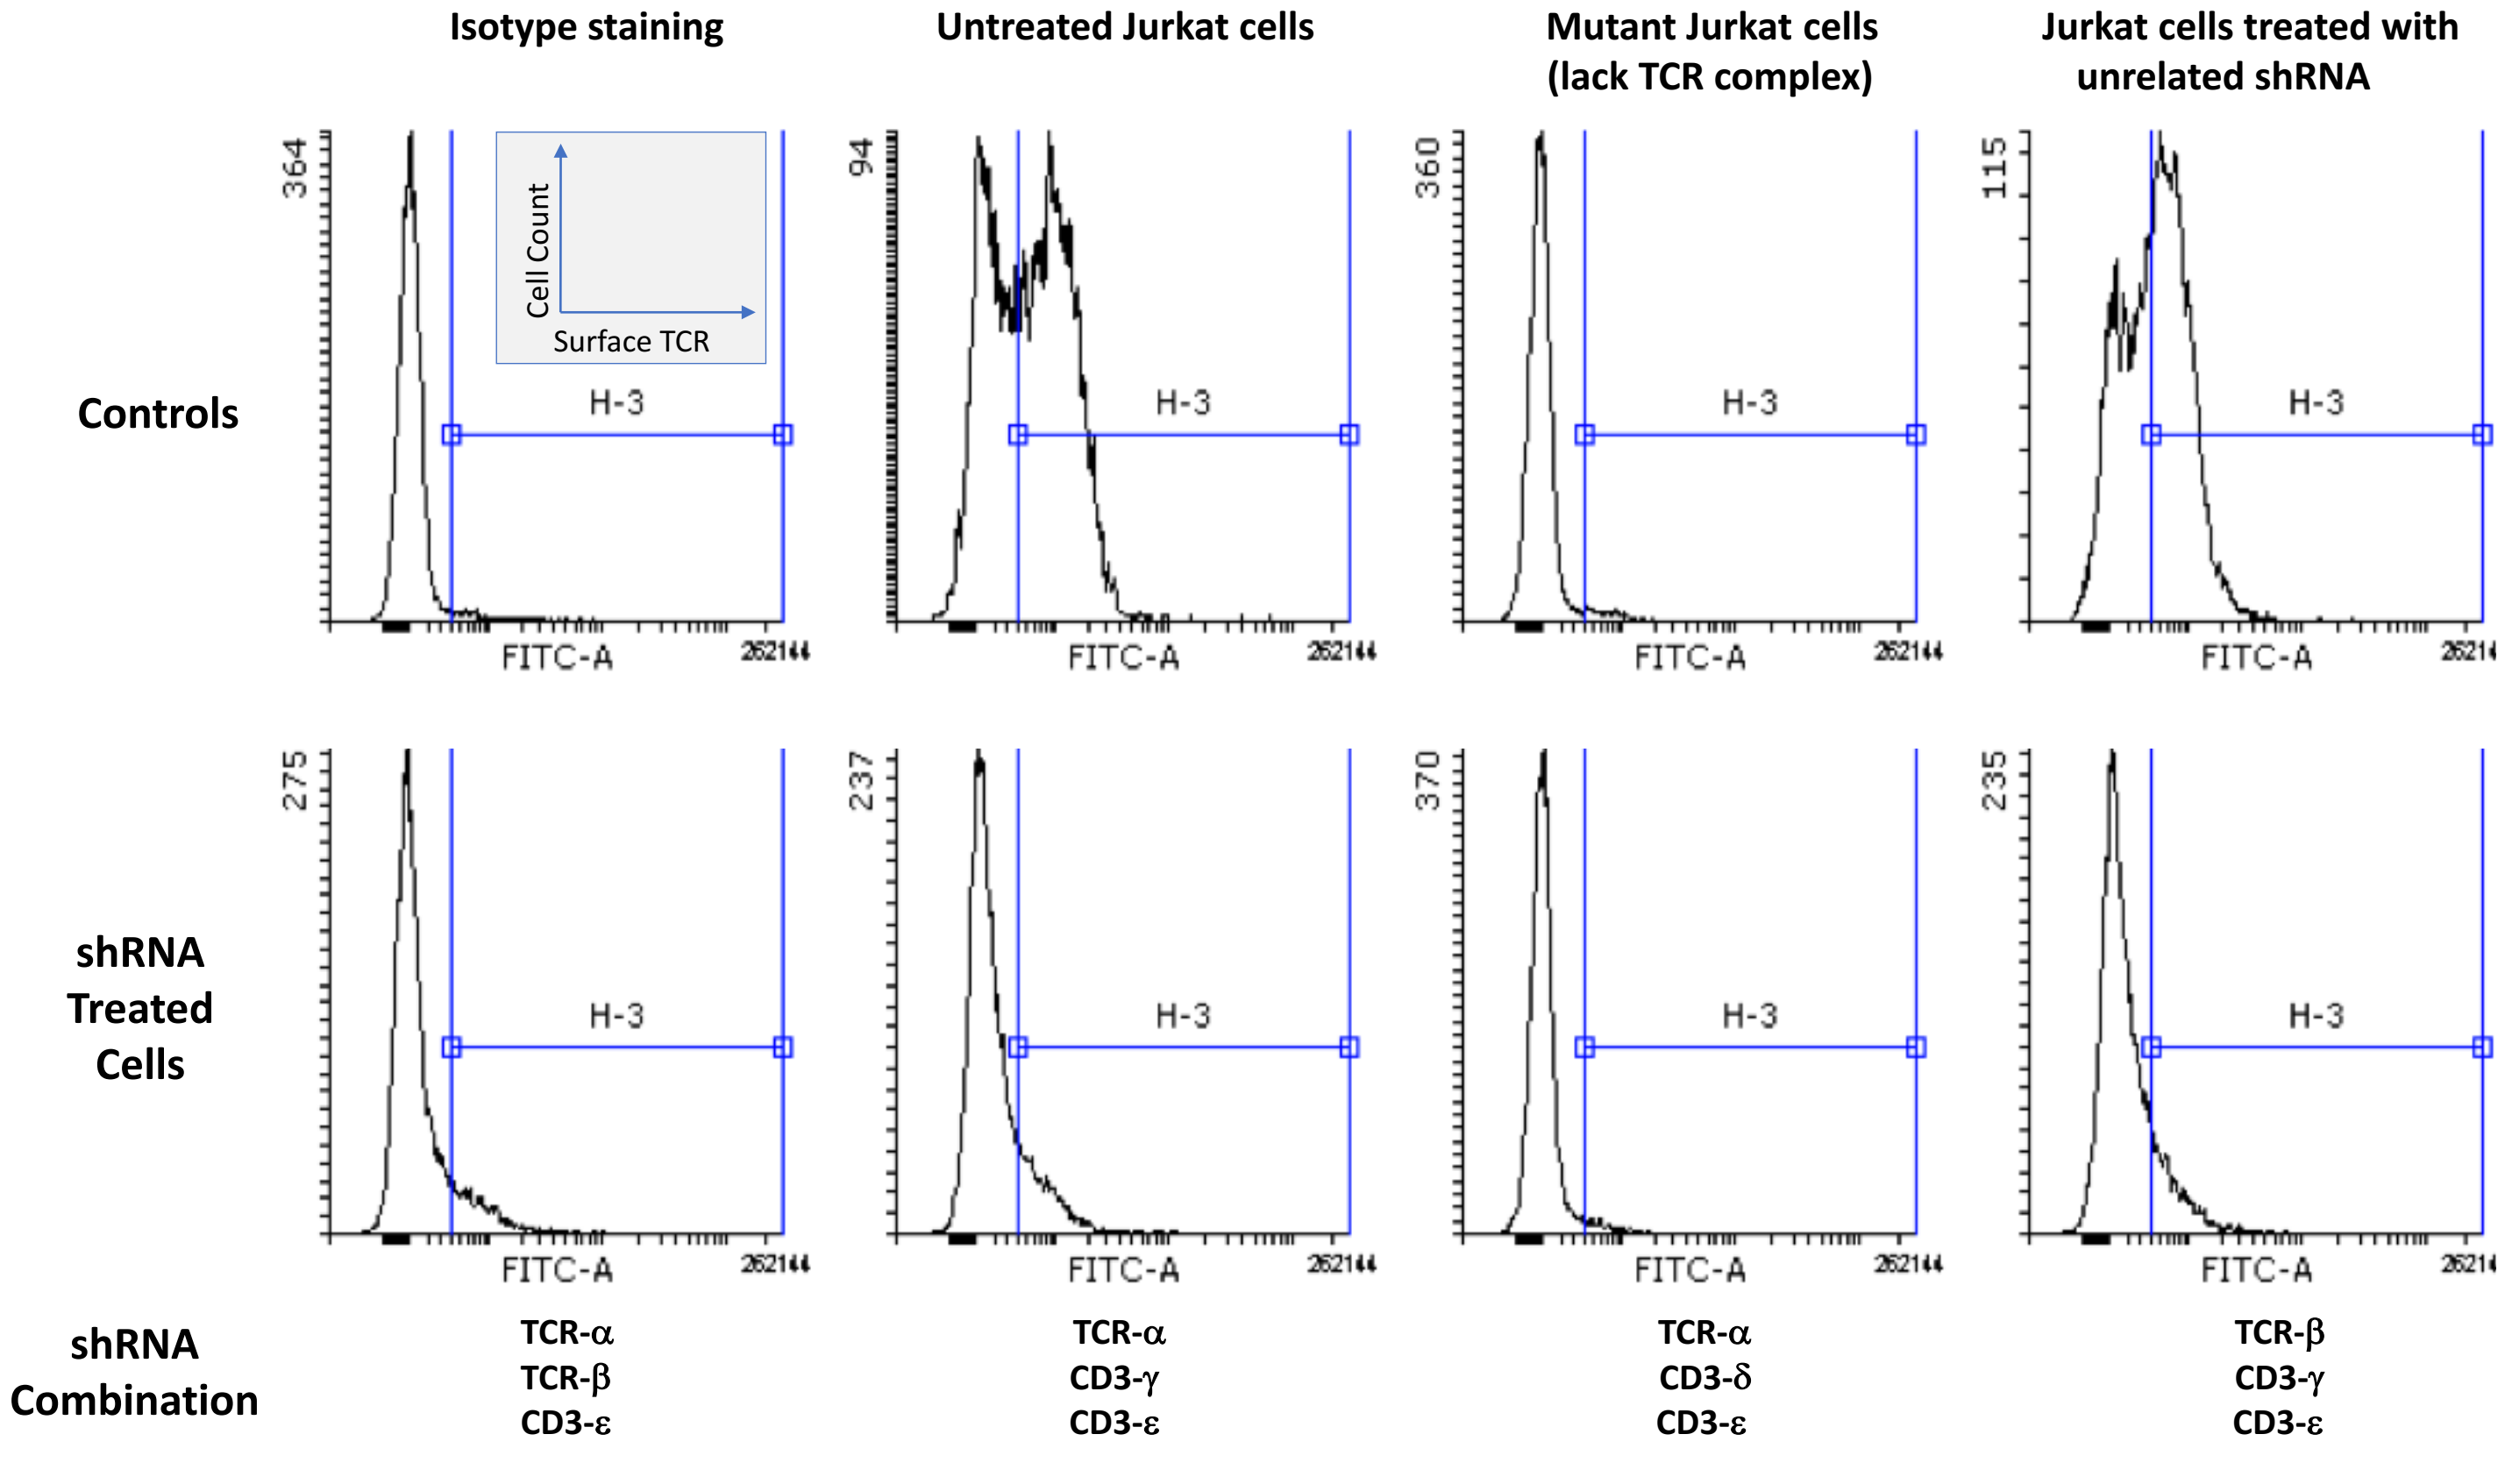 Isotype staining
Untreated Jurkat cells
Mutant Jurkat cells
(lack TCR complex)
Jurkat cells treated with
unrelated shRNA
Controls
364
Cell Count
Surface TCR
H-3
FITC-A
262144
94
H-3
FITC-A
262144
360
H-3
FITC-A
262144
115
H-3
FITC-A
26214
shRNA
Treated
Cells
275
H-3
FITC-A
262144
237
H-3
FITC-A
262144
370
H-3
FITC-A
262144
235
H-3
FITC-A
26214
shRNA
Combination
TCR-α
TCR-β
CD3-ε
TCR-α
CD3-γ
CD3-ε
TCR-α
CD3-δ
CD3-ε
TCR-β
CD3-γ
CD3-ε